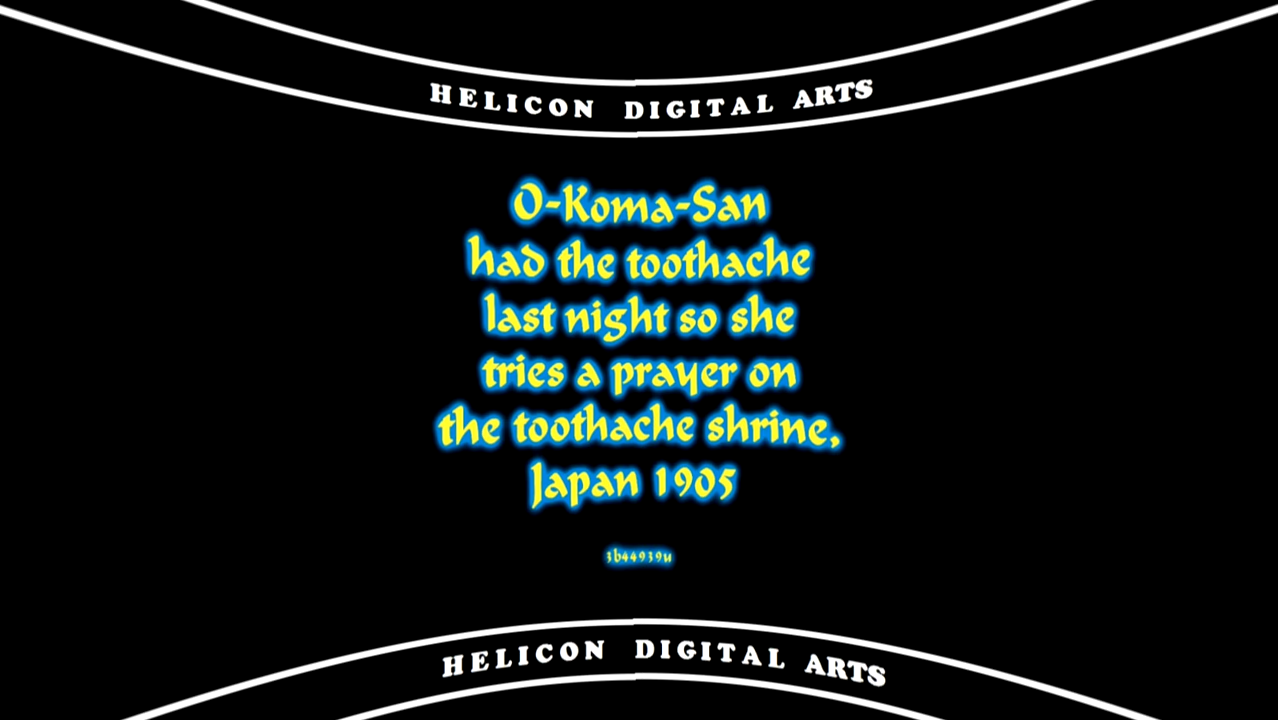 HELICON DIGITAL ARTS
O-Koma-San
had the toothache
last night so she
tries a prayer on
the toothache shrine,
Japan 1905
3b44939u
HELICON DIGITAL ARTS